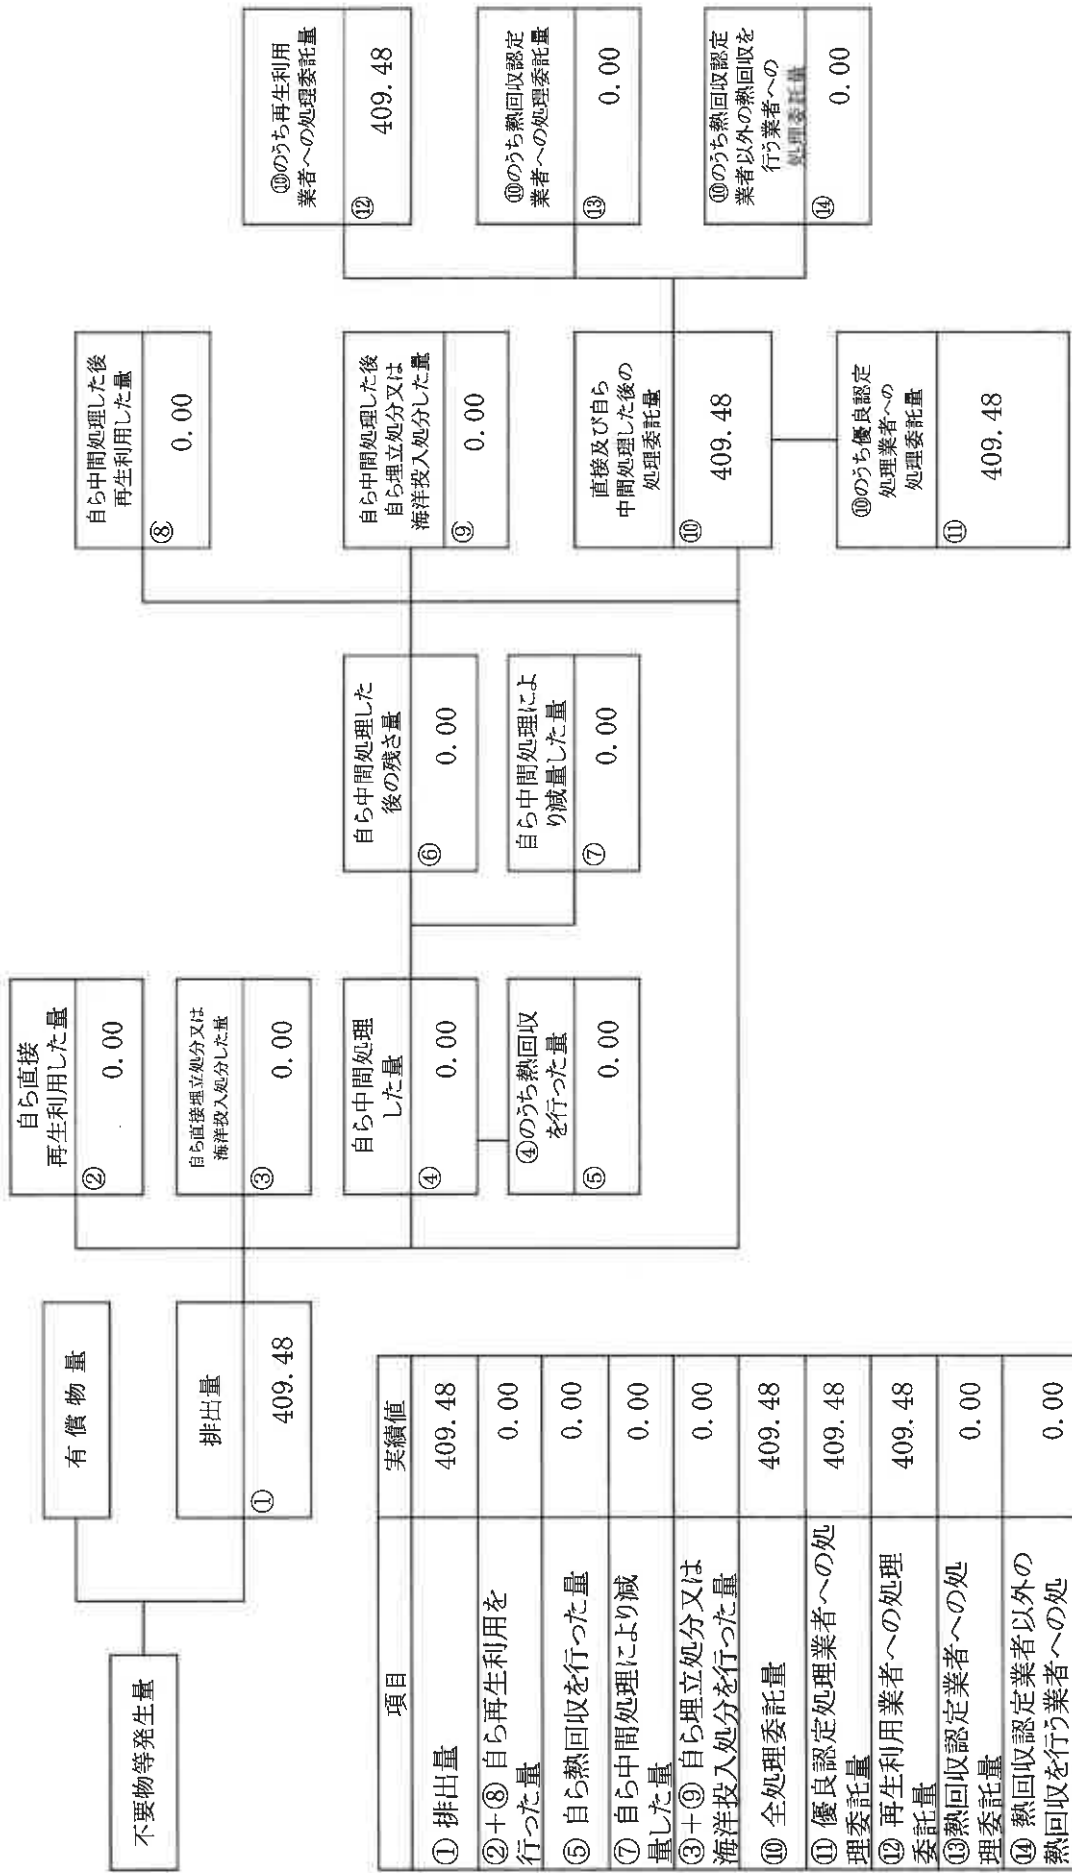 不要物等発生量
有償物量
排出量
①
409.48
自ら直接
再生利用した量
②
0.00
自ら直接埋立処分又は
海洋投入処分した量
③
0.00
自ら中間処理
した量
④
0.00
④のうち熱回収
を行った量
⑤
0.00
自ら中間処理した
後の残さ量
⑥
0.00
自ら中間処理によ
り減量した量
⑦
0.00
自ら中間処理した後
再生利用した量
⑧
0.00
自ら中間処理した後
自ら埋立処分又は
海洋投入処分した量
⑨
0.00
直接及び自ら
中間処理した後の
処理委託量
⑩
409.48
⑩のうち優良認定
処理業者への
処理委託量
⑪
409.48
⑩のうち再生利用
業者への処理委託量
⑫
409.48
⑩のうち熱回収認定
業者への処理委託量
⑬
0.00
⑩のうち熱回収認定
業者以外の熱回収を
行う業者への
処理委託量
⑭
0.00
項目 実績値
①排出量 409.48
②+⑧自ら再生利用を
行った量 0.00
⑤自ら熱回収を行った量 0.00
⑦自ら中間処理により減
量した量 0.00
③+⑨自ら埋立処分又は
海洋投入処分を行った量 0.00
⑩全処理委託量 409.48
⑪優良認定処理業者への処
理委託量 409.48
⑫再生利用業者への処理
委託量 409.48
⑬熱回収認定業者への処
理委託量 0.00
⑭熱回収認定業者以外の
熱回収を行う業者への処 0.00